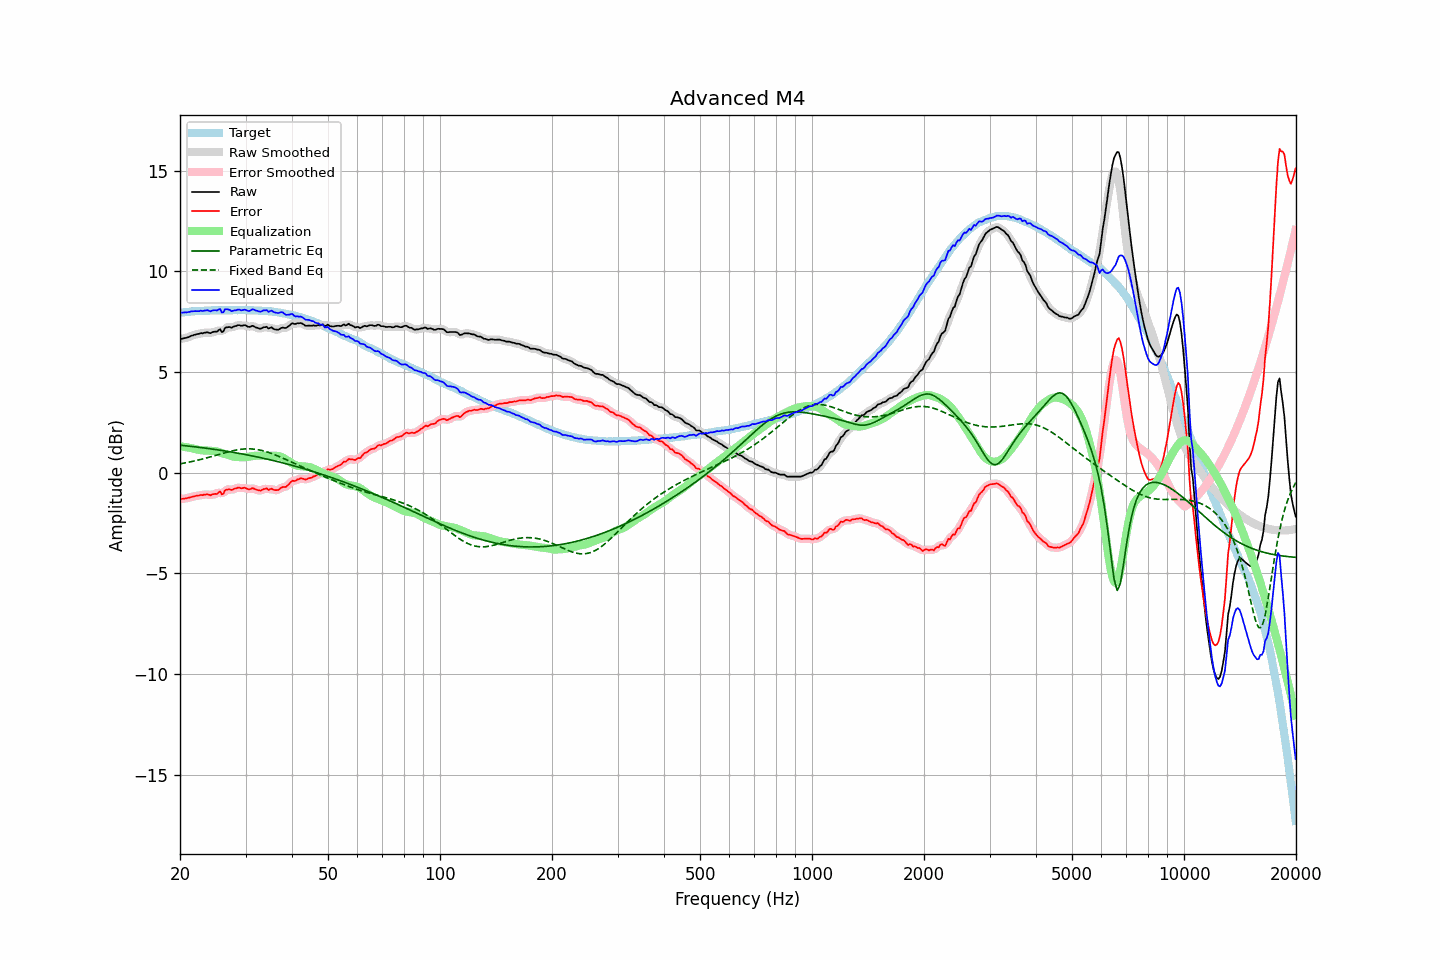 Advanced M4
Target
Raw Smoothed
Error Smoothed
Raw
Error
Equalization
Parametric Eq
Fixed Band Eq
Equalized
15
10
5
0
−5
−10
−15
Amplitude (dBr)
20 50 100 200 500 1000 2000 5000 10000 20000
Frequency (Hz)